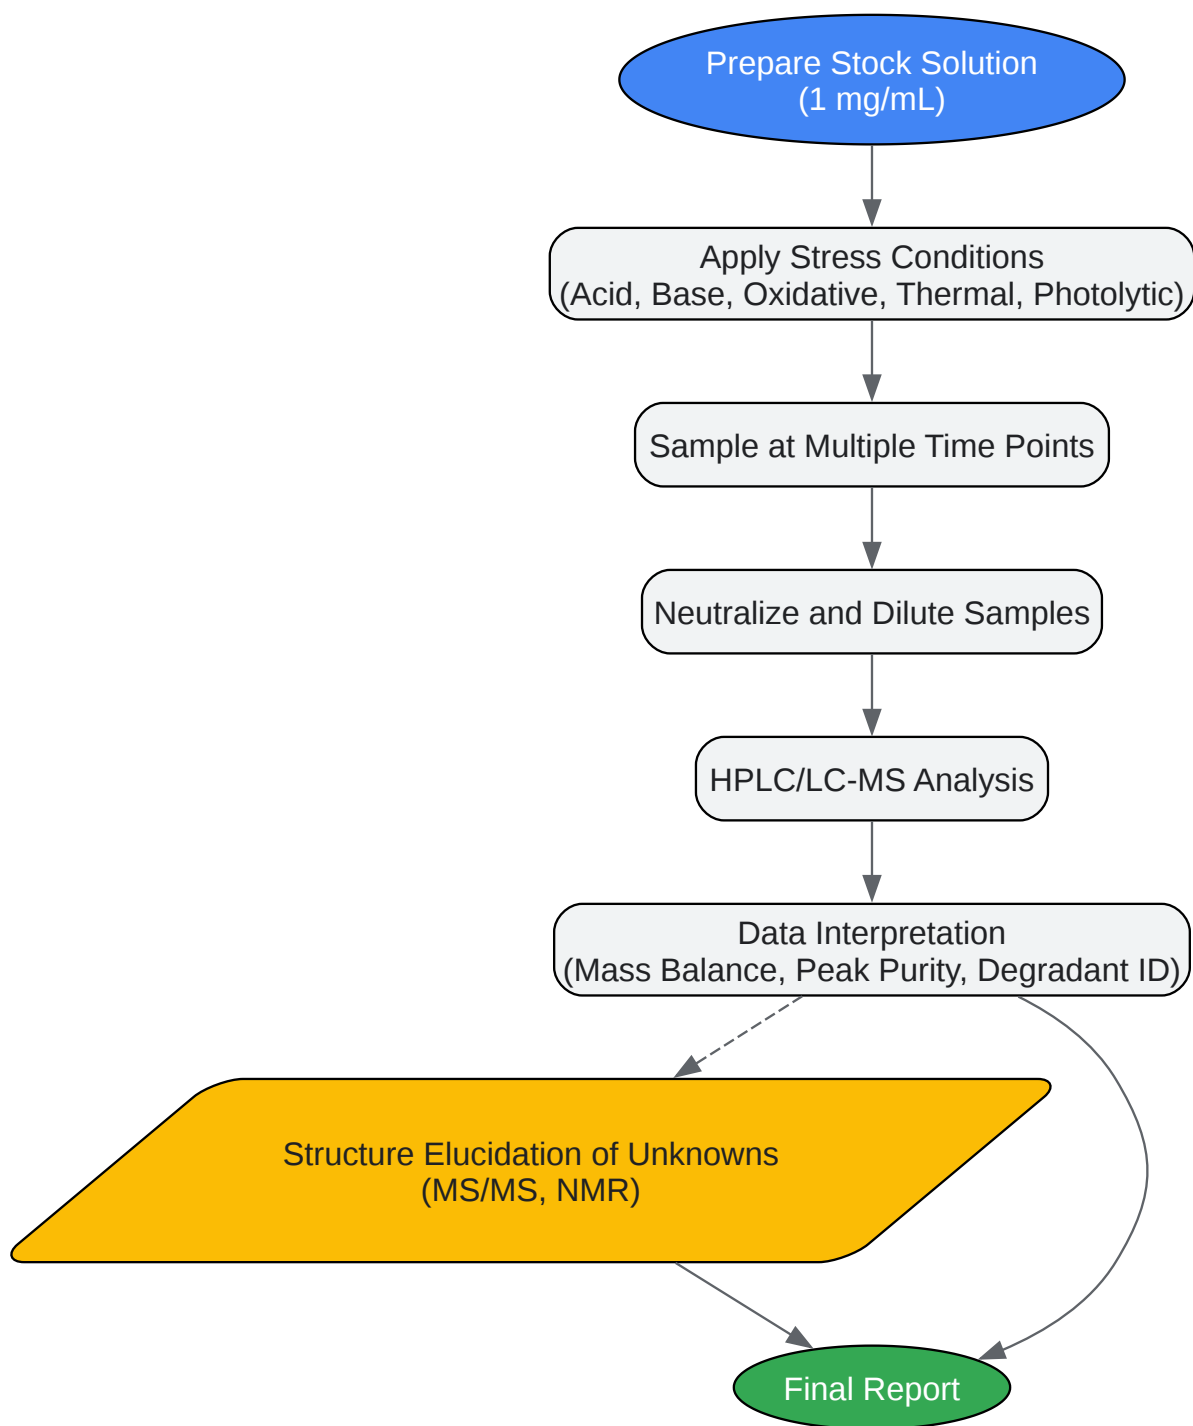 Prepare Stock Solution
(1 mg/mL)
Apply Stress Conditions
(Acid, Base, Oxidative, Thermal, Photolytic)
Sample at Multiple Time Points
Neutralize and Dilute Samples
HPLC/LC-MS Analysis
Data Interpretation
(Mass Balance, Peak Purity, Degradant ID)
Structure Elucidation of Unknowns
(MS/MS, NMR)
Final Report